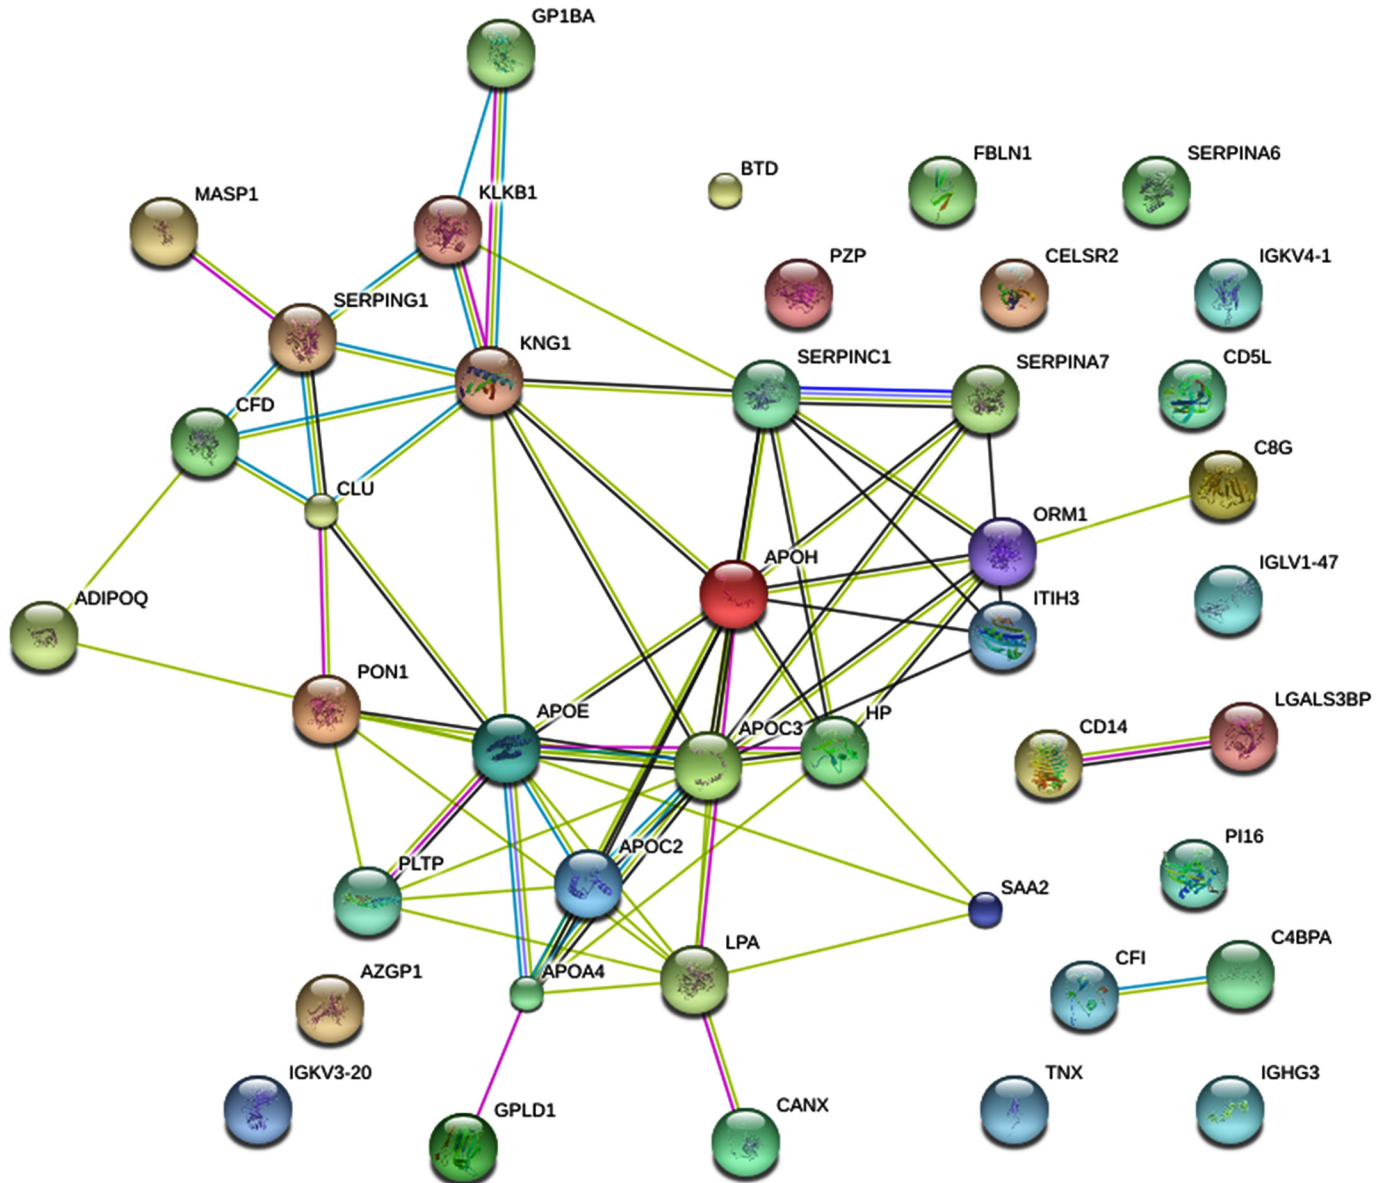 GP1BA
BTD
FBLN1
SERPINA6
MASP1
KLKB1
PZP
CELSR2
IGKV4-1
SERPING1
KNG1
SERPINC1
SERPINA7
CD5L
CFD
C8G
CLU
ORM1
APOH
IGLV1-47
ADIPOQ
ITIH3
PON1
APOE
APOC3
HP
CD14
LGALS3BP
PLTP
APOC2
PI16
SAA2
LPA
C4BPA
AZGP1
APOA4
CFI
IGKV3-20
TNX
IGHG3
GPLD1
CANX